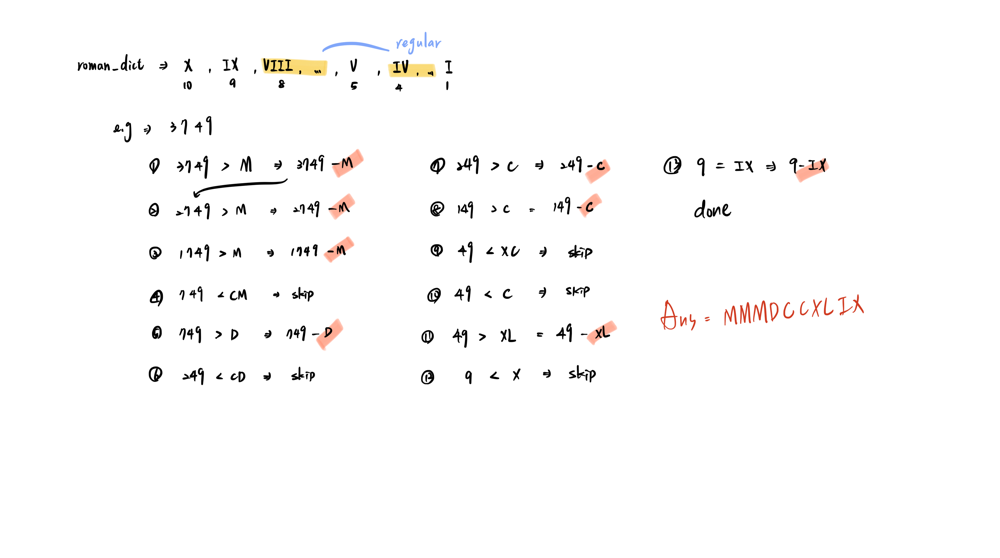 regular
roman_dict ⇒ X , IX , VIII , … , V , IV , … I
10 9 8 5 4 1
e.g ⇒ 3749
① 3749 > M ⇒ 3749 - M
② 2749 > M ⇒ 2749 - M
③ 1749 > M ⇒ 1749 - M
④ 749 < CM ⇒ skip
⑤ 749 > D ⇒ 749 - D
⑥ 249 < CD ⇒ skip
⑦ 249 > C ⇒ 249 - C
⑧ 149 > C = 149 - C
⑨ 49 < XC ⇒ skip
⑩ 49 < C ⇒ skip
⑪ 49 > XL = 49 - XL
⑫ 9 < X ⇒ skip
⑬ 9 = IX ⇒ 9 - IX
done
Ans = MMMDCCXLIX